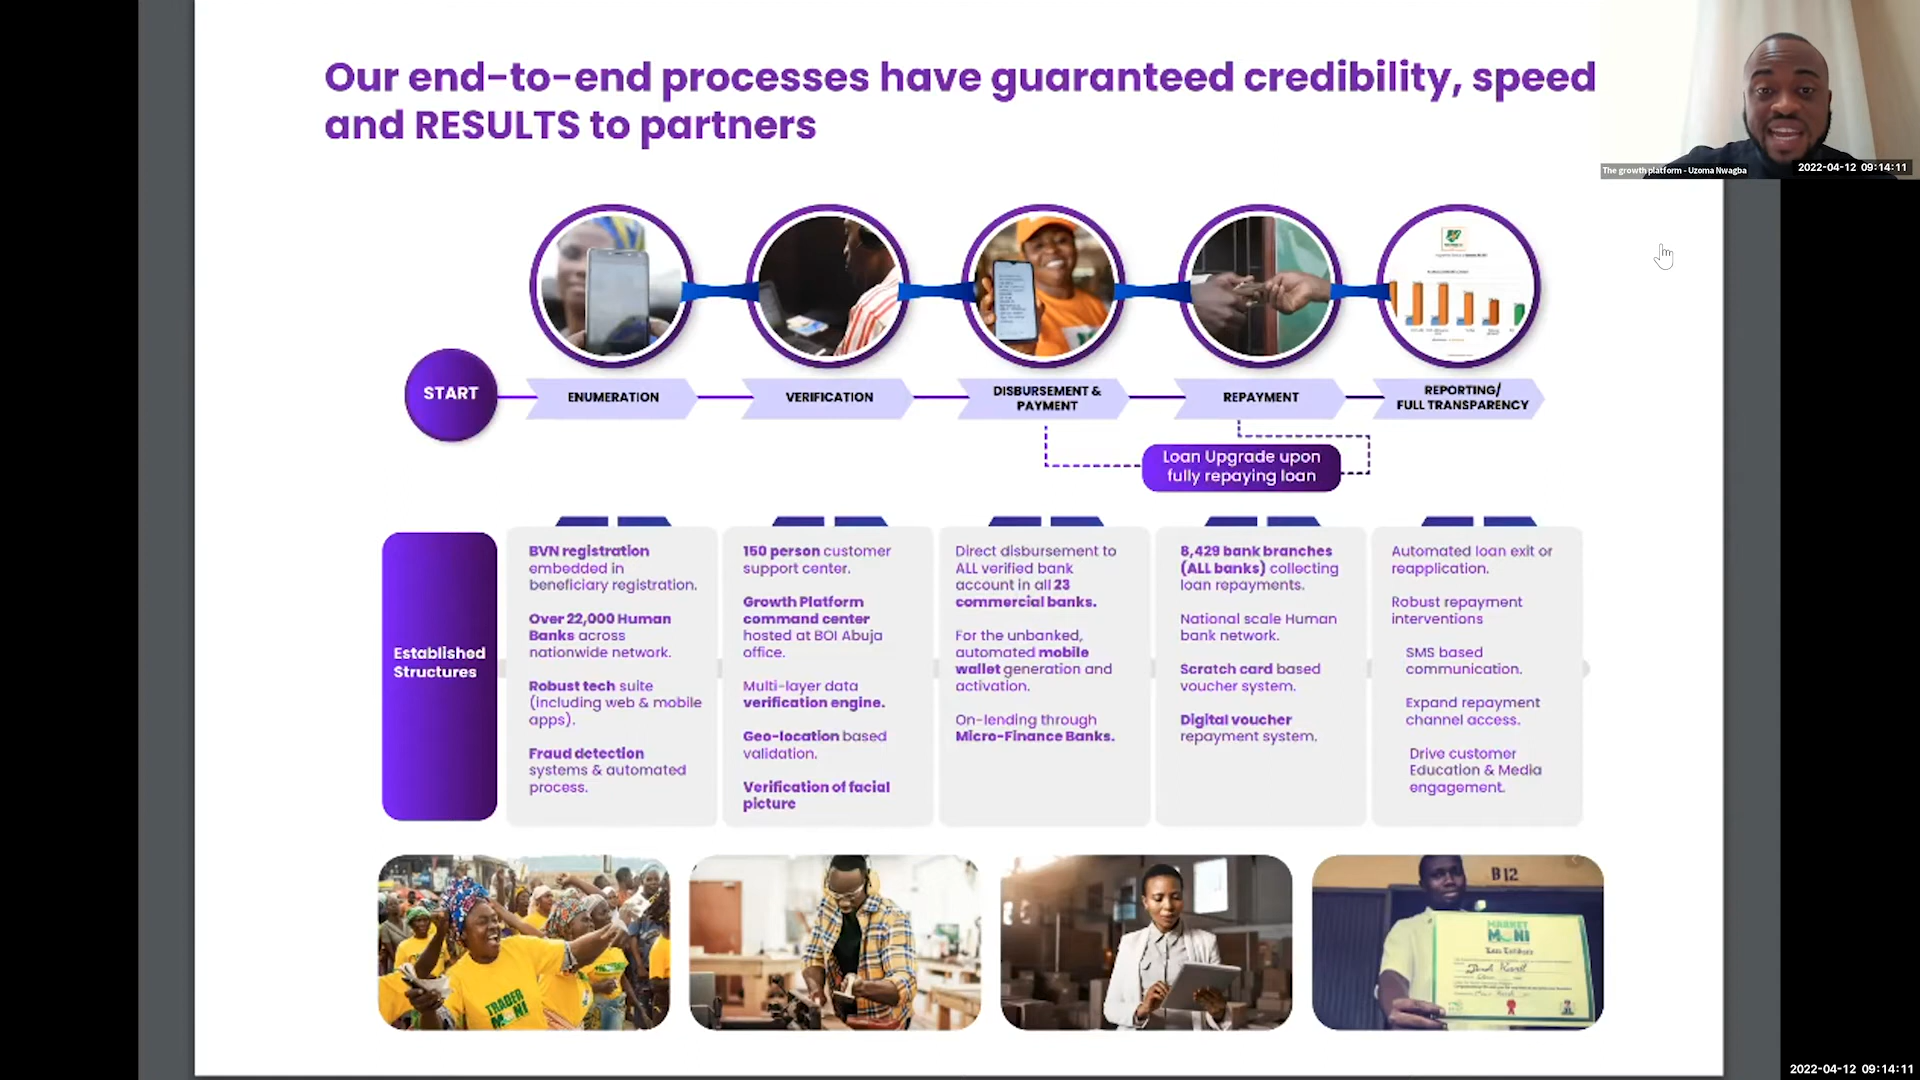 Our end-to-end processes have guaranteed credibility, speed
and RESULTS to partners
The growth platform - Uzoma Nwagba
2022-04-12 09:14:11
START
ENUMERATION
VERIFICATION
DISBURSEMENT &
PAYMENT
REPAYMENT
REPORTING/
FULL TRANSPARENCY
Loan Upgrade upon
fully repaying loan
Established
Structures
BVN registration
embedded in
beneficiary registration.
Over 22,000 Human
Banks across
nationwide network.
Robust tech suite
(including web & mobile
apps).
Fraud detection
systems & automated
process.
150 person customer
support center.
Growth Platform
command center
hosted at BOI Abuja
office.
Multi-layer data
verification engine.
Geo-location based
validation.
Verification of facial
picture
Direct disbursement to
ALL verified bank
account in all 23
commercial banks.
For the unbanked,
automated mobile
wallet generation and
activation.
On-lending through
Micro-Finance Banks.
8,429 bank branches
(ALL banks) collecting
loan repayments.
National scale Human
bank network.
Scratch card based
voucher system.
Digital voucher
repayment system.
Automated loan exit or
reapplication.
Robust repayment
interventions
SMS based
communication.
Expand repayment
channel access.
Drive customer
Education & Media
engagement.
TRADER
MONI
B12
MARKET
MONI
2022-04-12 09:14:11